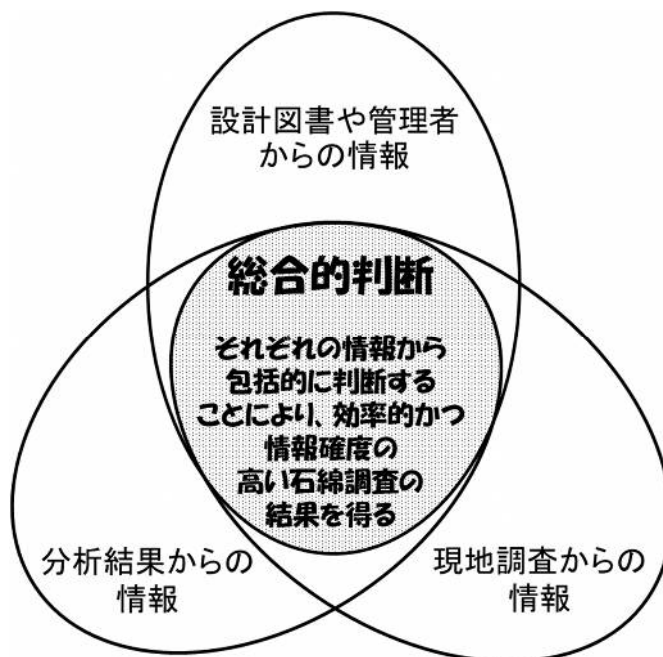 設計図書や管理者
からの情報
総合的判断
それぞれの情報から
包括的に判断する
ことにより、効率的かつ
情報確度の
高い石綿調査の
結果を得る
分析結果からの
情報
現地調査からの
情報